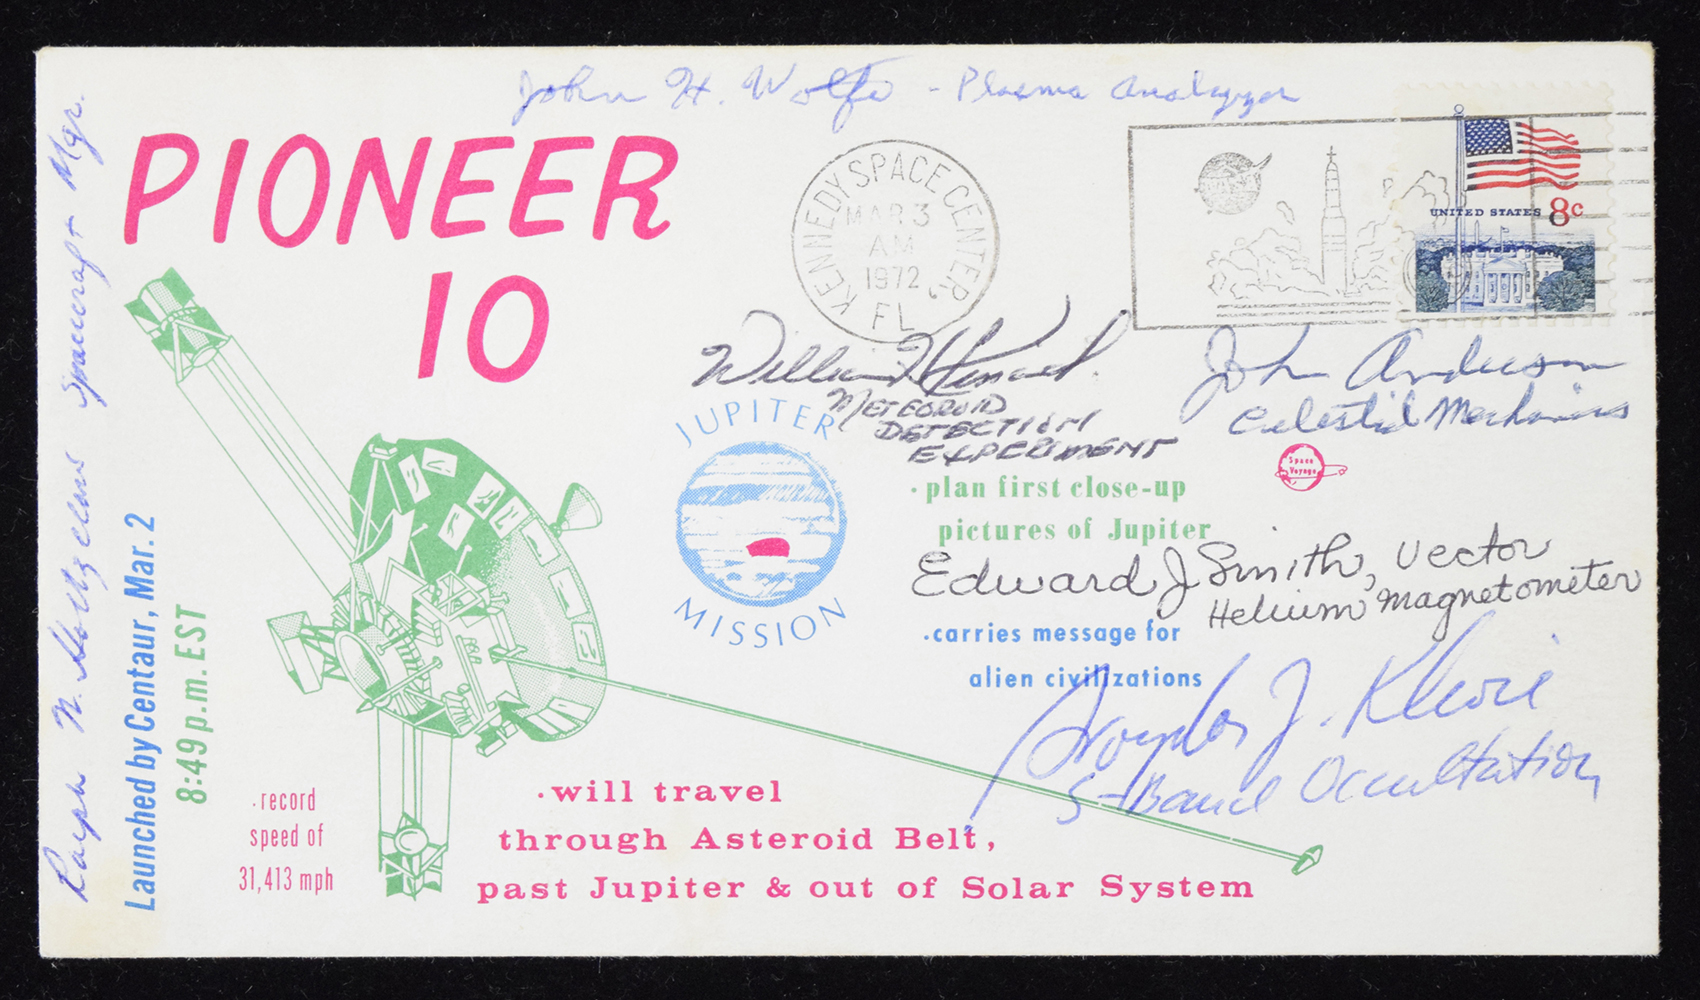 John H. Wolfe - Plasma Analyzer
PIONEER
10
KENNEDY SPACE CENTER,
MAR 3
AM
1972
FL
UNITED STATES 8c
William H Kinard
METEOROID
DETECTION
EXPERIMENT
John Anderson
Celestial Mechanics
Space
Voyage
JUPITER
MISSION
· plan first close-up
pictures of Jupiter
Edward J Smith, Vector
Helium Magnetometer
· carries message for
alien civilizations
J. Kliore
S-Band Occultation
Ralph N. Spacecraft Mgr.
Launched by Centaur, Mar. 2
8:49 p.m. EST
· record
speed of
31,413 mph
· will travel
through Asteroid Belt,
past Jupiter & out of Solar System